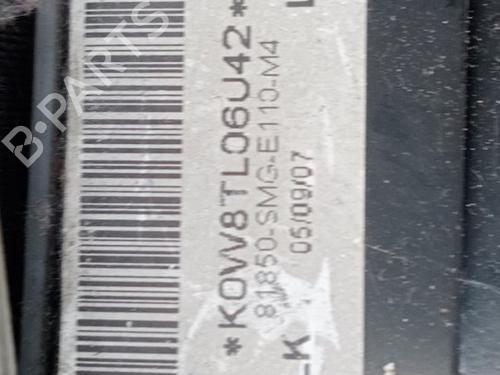 *K0VV8TL06U42*
81850-SMG-E110-M4
05/09/07
-K
L
B-PARTS